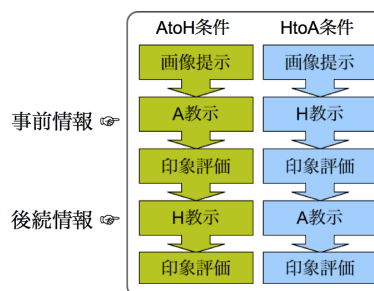 AtoH条件 HtoA条件
画像提示 画像提示
事前情報 ☞ A教示 H教示
印象評価 印象評価
後続情報 ☞ H教示 A教示
印象評価 印象評価